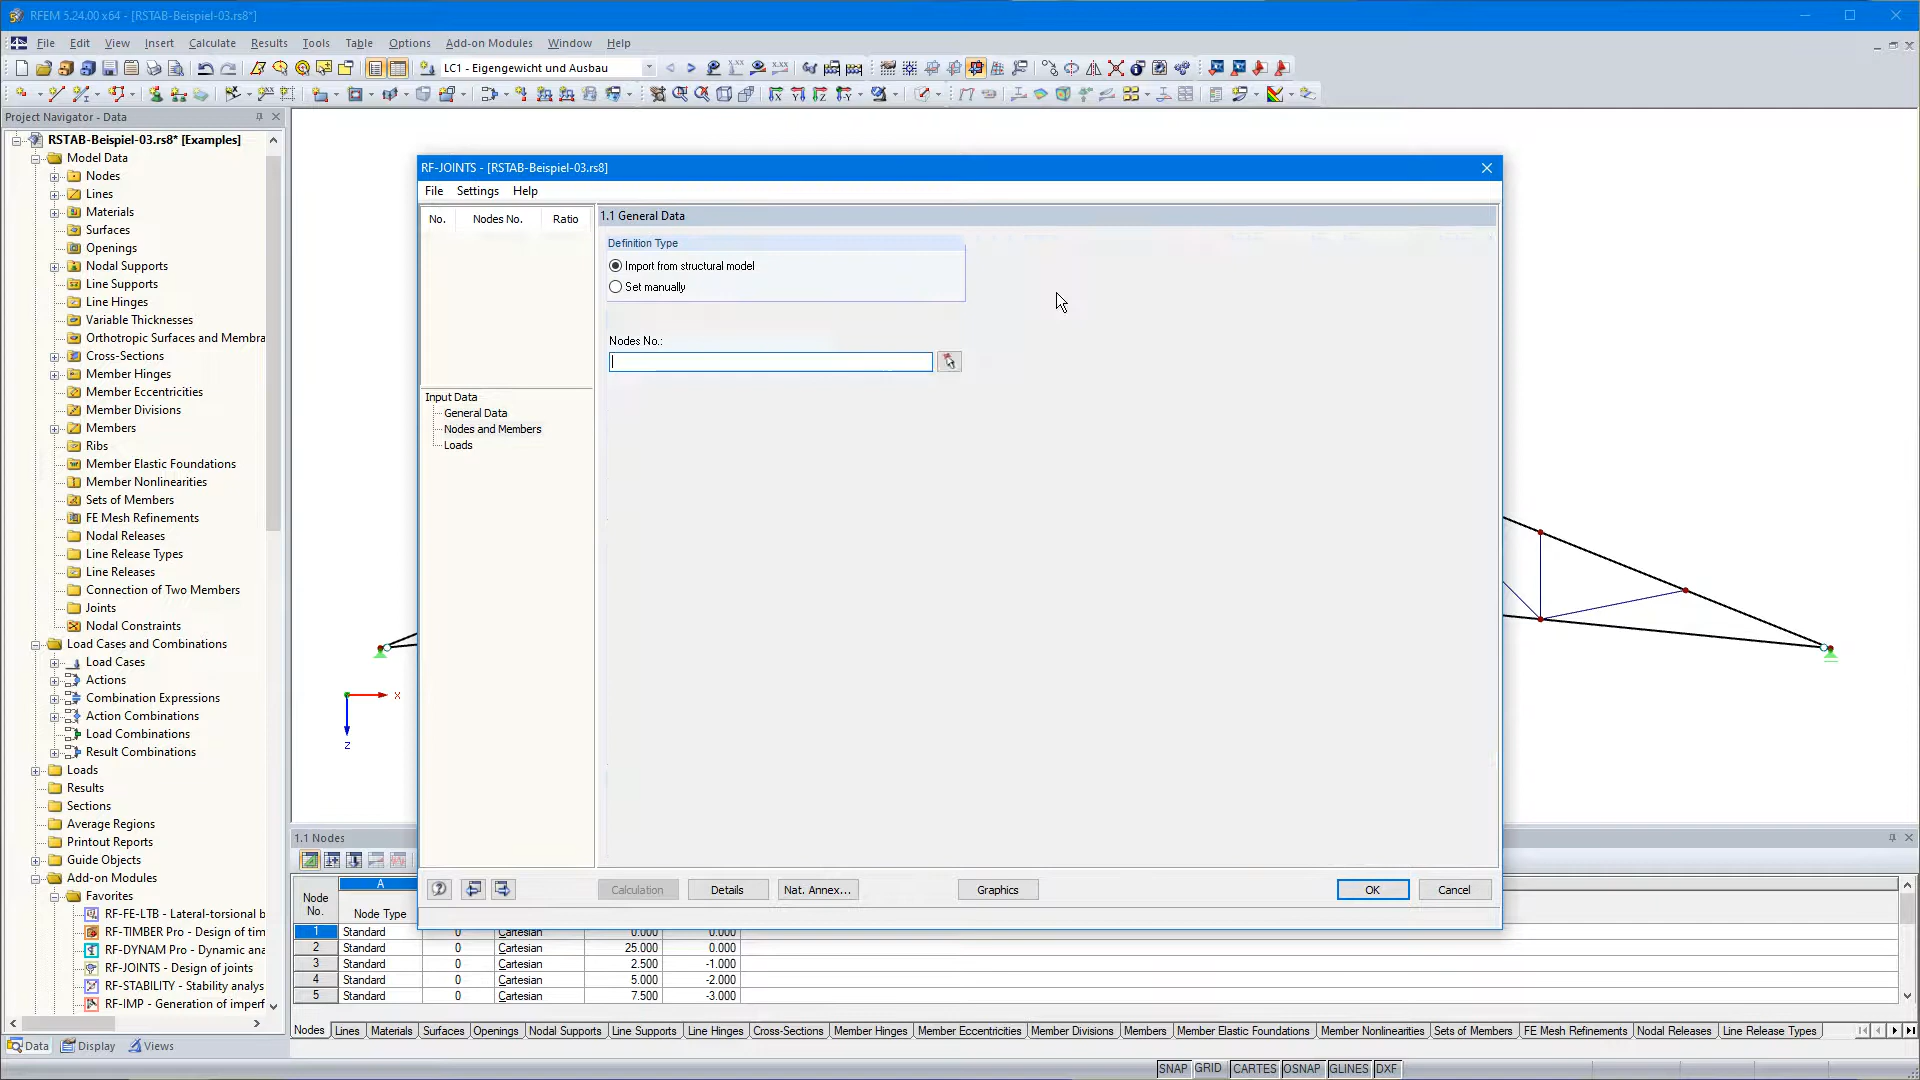 RFEM 5.24.00 x64 - [RSTAB-Beispiel-03.rs8*]
File Edit View Insert Calculate Results Tools Table Options Add-on Modules Window Help
LC1 - Eigengewicht und Ausbau
Project Navigator - Data
RSTAB-Beispiel-03.rs8* [Examples]
Model Data
Nodes
Lines
Materials
Surfaces
Openings
Nodal Supports
Line Supports
Line Hinges
Variable Thicknesses
Orthotropic Surfaces and Membra
Cross-Sections
Member Hinges
Member Eccentricities
Member Divisions
Members
Ribs
Member Elastic Foundations
Member Nonlinearities
Sets of Members
FE Mesh Refinements
Nodal Releases
Line Release Types
Line Releases
Connection of Two Members
Joints
Nodal Constraints
Load Cases and Combinations
Load Cases
Actions
Combination Expressions
Action Combinations
Load Combinations
Result Combinations
Loads
Results
Sections
Average Regions
Printout Reports
Guide Objects
Add-on Modules
Favorites
RF-FE-LTB - Lateral-torsional b
RF-TIMBER Pro - Design of tim
RF-DYNAM Pro - Dynamic ana
RF-JOINTS - Design of joints
RF-STABILITY - Stability analys
RF-IMP - Generation of imperf
Data Display Views
RF-JOINTS - [RSTAB-Beispiel-03.rs8]
File Settings Help
No. Nodes No. Ratio
Input Data
General Data
Nodes and Members
Loads
1.1 General Data
Definition Type
Import from structural model
Set manually
Nodes No.:
Calculation Details Nat. Annex... Graphics OK Cancel
x
z
1.1 Nodes
A
Node No.
Node Type
1 Standard 0 Cartesian 0.000 0.000
2 Standard 0 Cartesian 25.000 0.000
3 Standard 0 Cartesian 2.500 -1.000
4 Standard 0 Cartesian 5.000 -2.000
5 Standard 0 Cartesian 7.500 -3.000
Nodes Lines Materials Surfaces Openings Nodal Supports Line Supports Line Hinges Cross-Sections Member Hinges Member Eccentricities Member Divisions Members Member Elastic Foundations Member Nonlinearities Sets of Members FE Mesh Refinements Nodal Releases Line Release Types
SNAP GRID CARTES OSNAP GLINES DXF